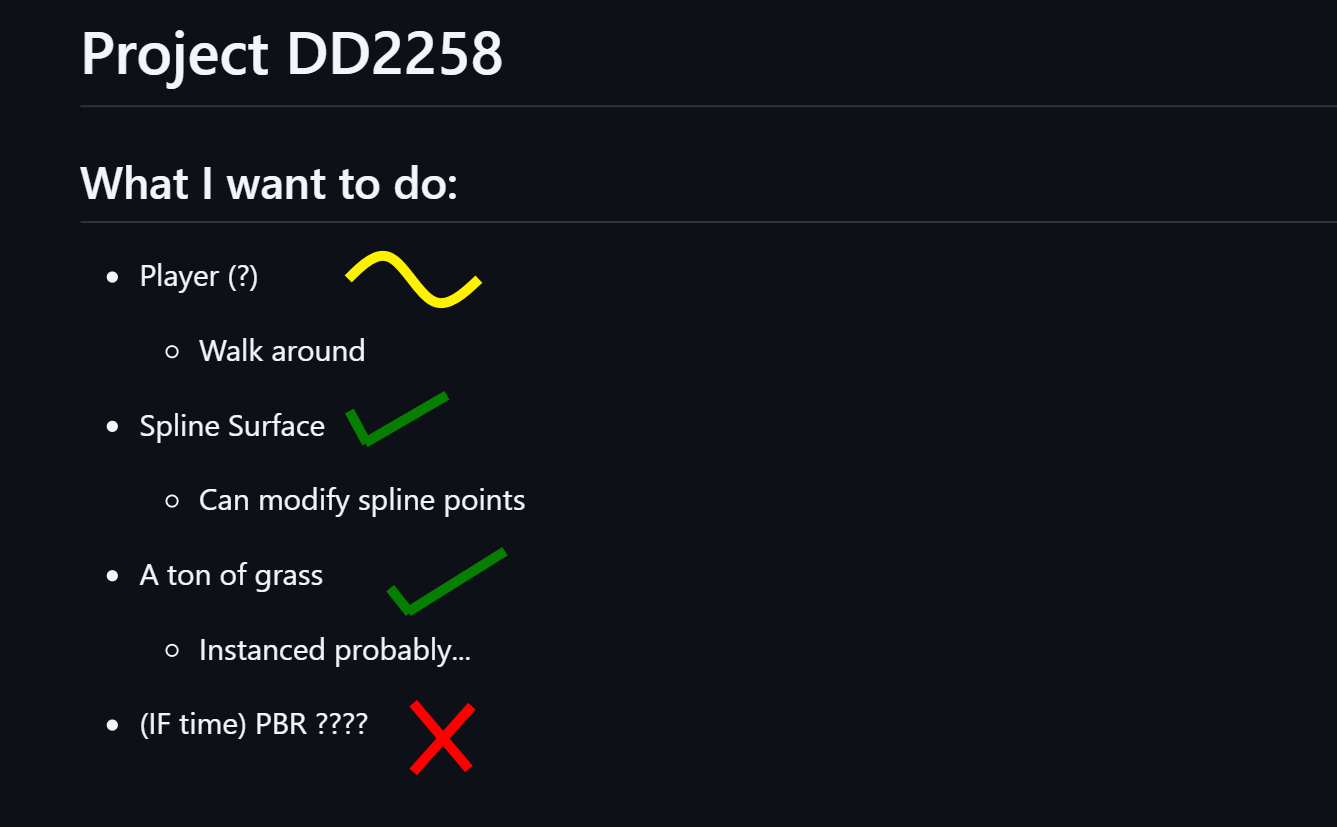 Project DD2258
What I want to do:
Player (?)
Walk around
Spline Surface
Can modify spline points
A ton of grass
Instanced probably...
(IF time) PBR ????